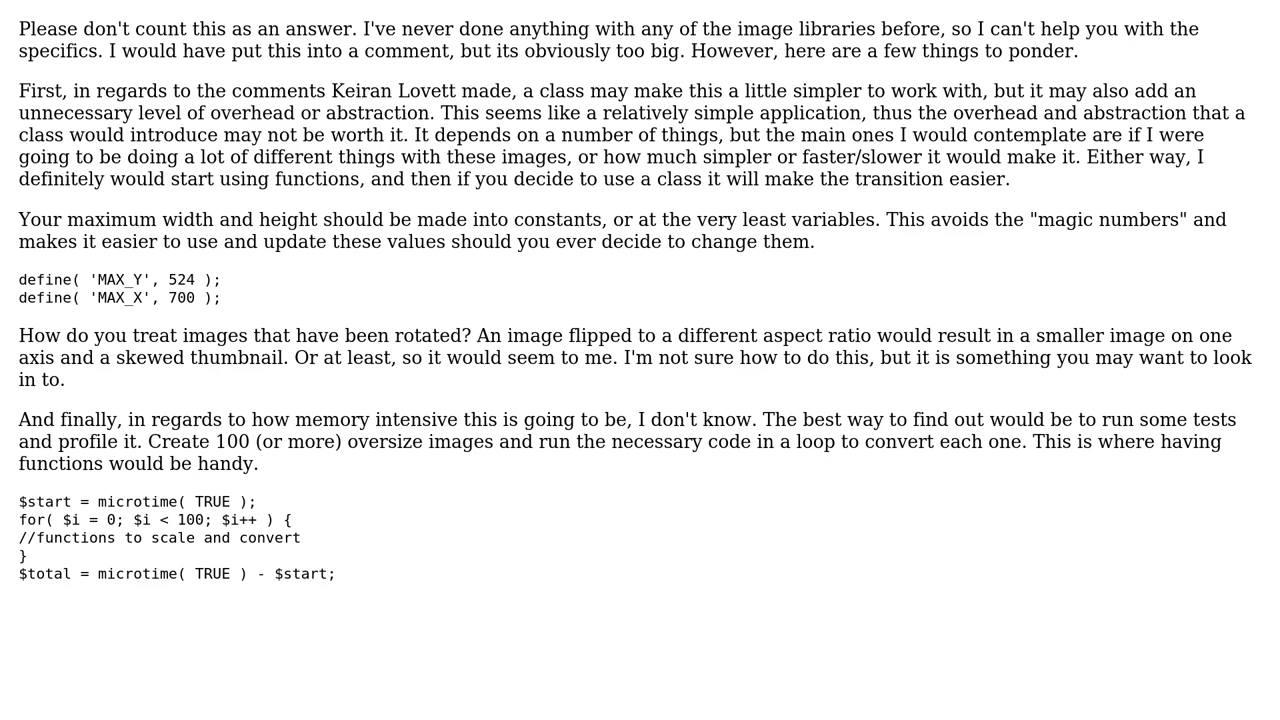 Please don't count this as an answer. I've never done anything with any of the image libraries before, so I can't help you with the
specifics. I would have put this into a comment, but its obviously too big. However, here are a few things to ponder.
First, in regards to the comments Keiran Lovett made, a class may make this a little simpler to work with, but it may also add an
unnecessary level of overhead or abstraction. This seems like a relatively simple application, thus the overhead and abstraction that a
class would introduce may not be worth it. It depends on a number of things, but the main ones I would contemplate are if I were
going to be doing a lot of different things with these images, or how much simpler or faster/slower it would make it. Either way, I
definitely would start using functions, and then if you decide to use a class it will make the transition easier.
Your maximum width and height should be made into constants, or at the very least variables. This avoids the "magic numbers" and
makes it easier to use and update these values should you ever decide to change them.
define( 'MAX_Y', 524 );
define( 'MAX_X', 700 );
How do you treat images that have been rotated? An image flipped to a different aspect ratio would result in a smaller image on one
axis and a skewed thumbnail. Or at least, so it would seem to me. I'm not sure how to do this, but it is something you may want to look
in to.
And finally, in regards to how memory intensive this is going to be, I don't know. The best way to find out would be to run some tests
and profile it. Create 100 (or more) oversize images and run the necessary code in a loop to convert each one. This is where having
functions would be handy.
$start = microtime( TRUE );
for( $i = 0; $i < 100; $i++ ) {
//functions to scale and convert
}
$total = microtime( TRUE ) - $start;